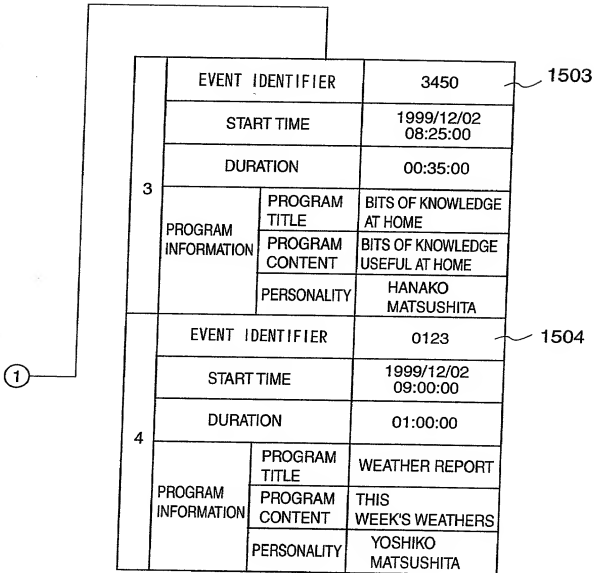 EVENT IDENTIFIER 3450 1503
START TIME 1999/12/02
08:25:00
DURATION 00:35:00
3
PROGRAM
INFORMATION
PROGRAM
TITLE
BITS OF KNOWLEDGE
AT HOME
PROGRAM
CONTENT
BITS OF KNOWLEDGE
USEFUL AT HOME
PERSONALITY
HANAKO
MATSUSHITA
EVENT IDENTIFIER 0123 1504
1
START TIME 1999/12/02
09:00:00
DURATION 01:00:00
4
PROGRAM
INFORMATION
PROGRAM
TITLE
WEATHER REPORT
PROGRAM
CONTENT
THIS
WEEK'S WEATHERS
PERSONALITY
YOSHIKO
MATSUSHITA